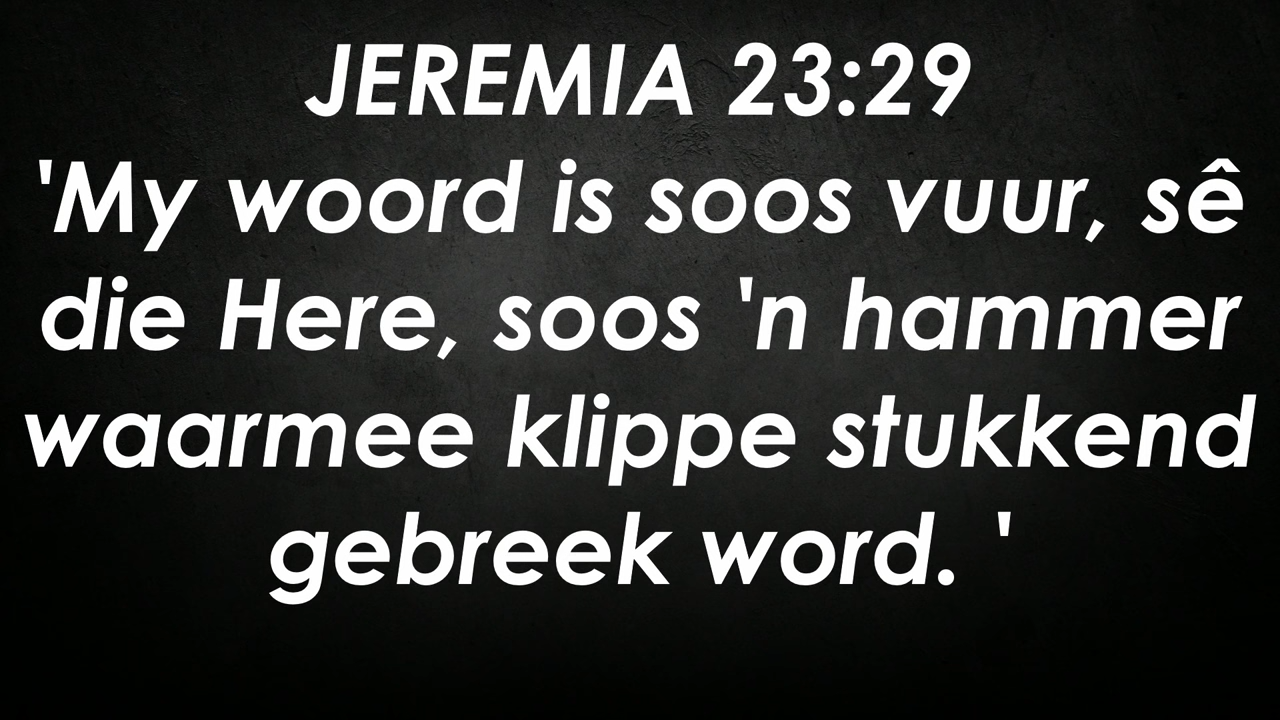 JEREMIA 23:29
'My woord is soos vuur, sê
die Here, soos 'n hammer
waarmee klippe stukkend
gebreek word. '